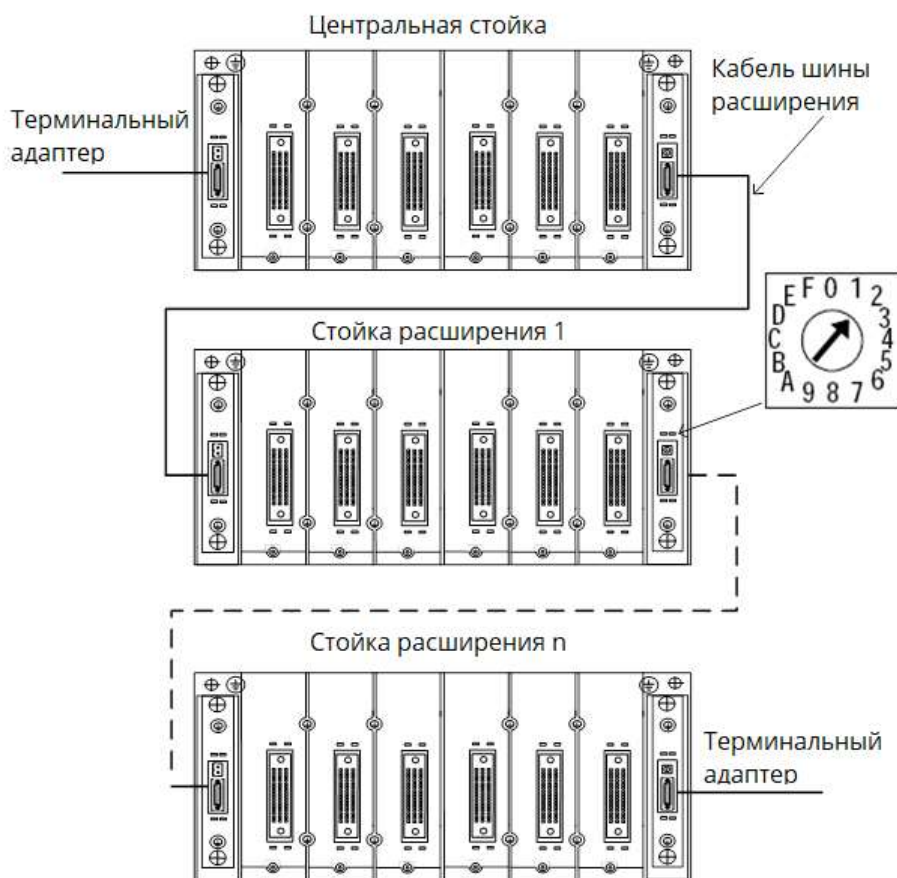 Центральная стойка
Кабель шины
расширения
Терминальный
адаптер
F 0 1 2 3 4 5 6 7 8 9 A B C D E
Стойка расширения 1
Стойка расширения n
Терминальный
адаптер